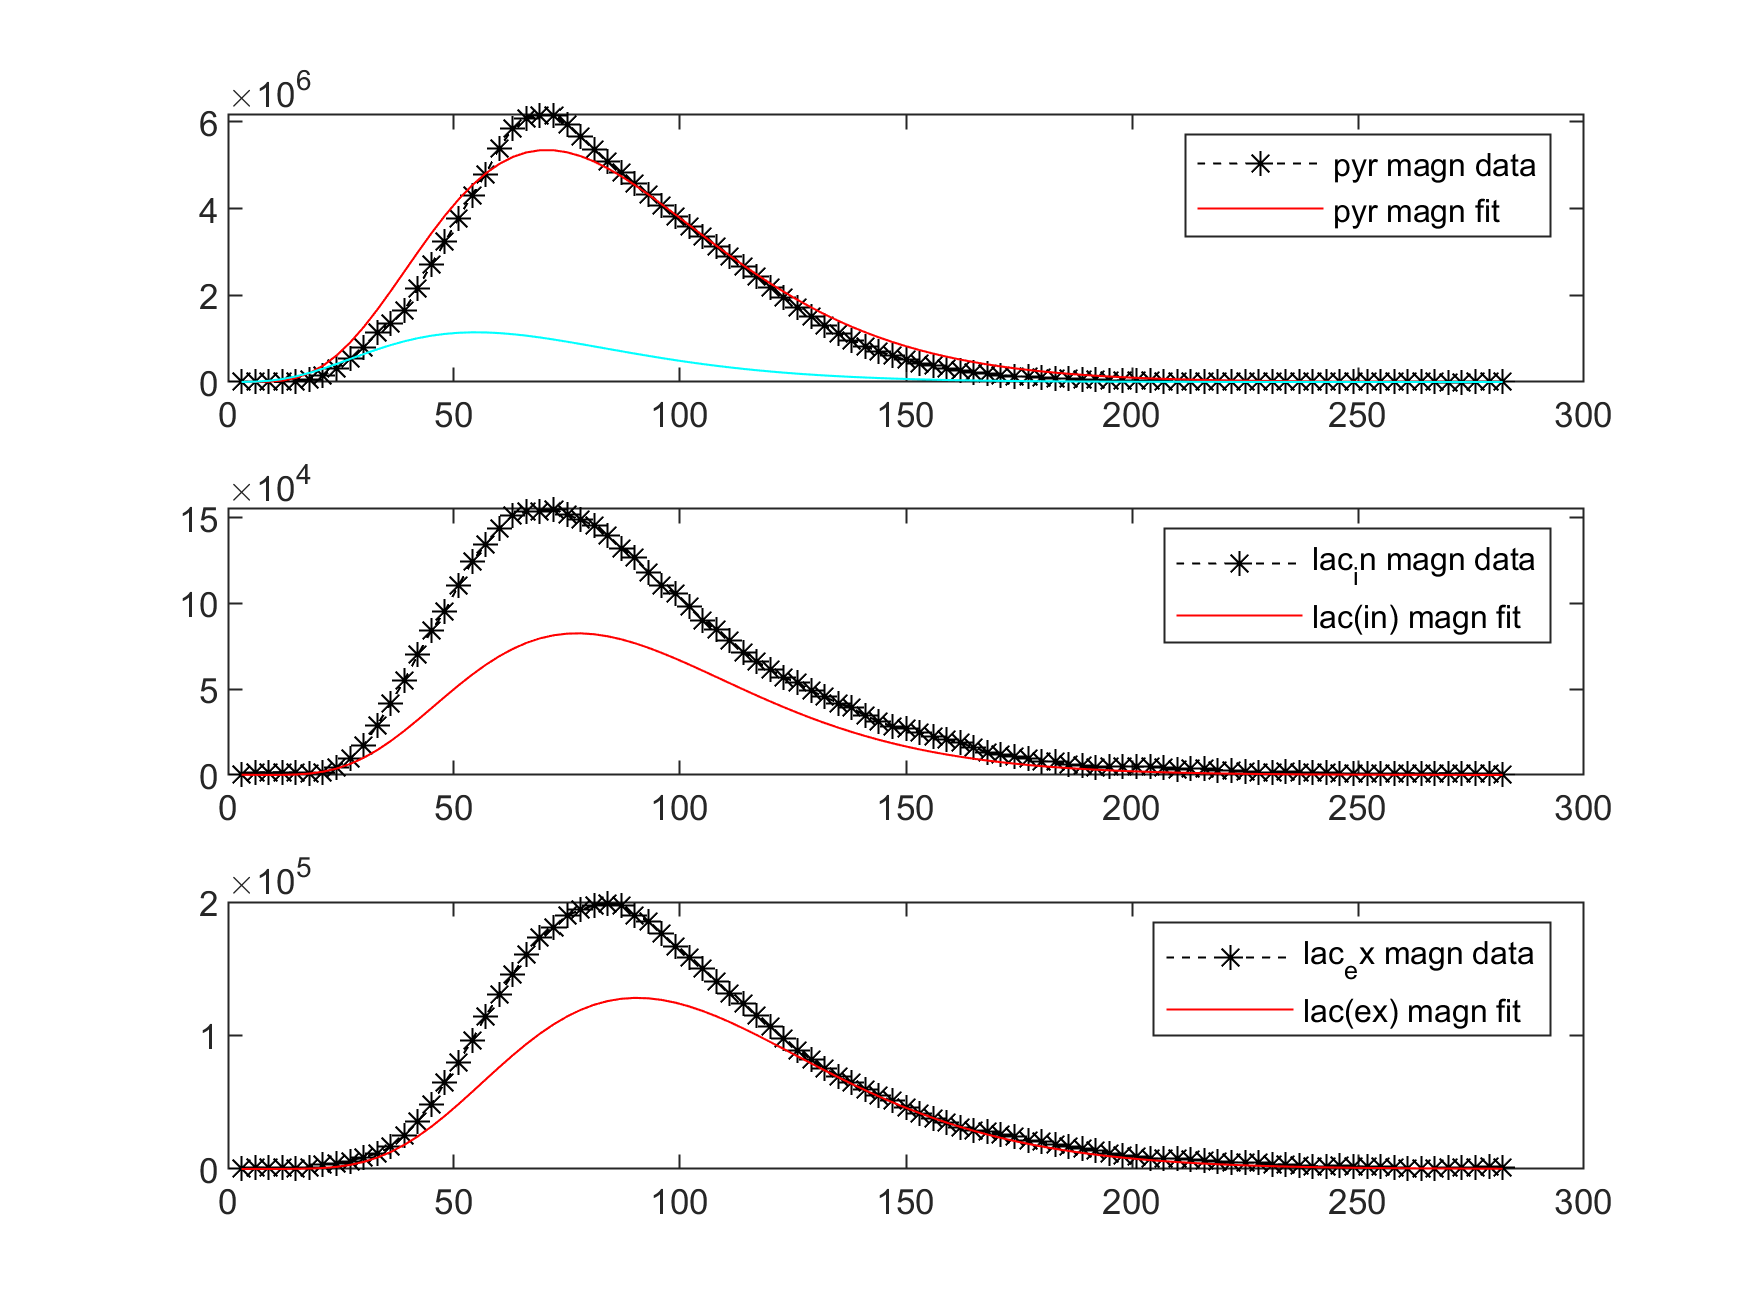 ×10^6
6
4
2
0
0 50 100 150 200 250 300
pyr magn data
pyr magn fit
×10^4
15
10
5
0
0 50 100 150 200 250 300
lac_in magn data
lac(in) magn fit
×10^5
2
1
0
0 50 100 150 200 250 300
lac_ex magn data
lac(ex) magn fit